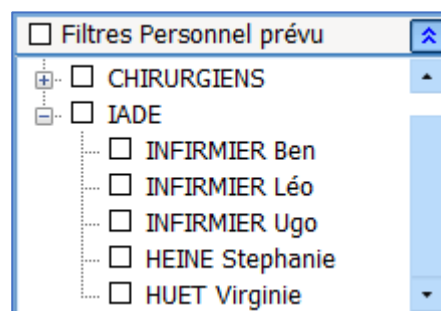 Filtres Personnel prévu
CHIRURGIENS
IADE
INFIRMIER Ben
INFIRMIER Léo
INFIRMIER Ugo
HEINE Stephanie
HUET Virginie